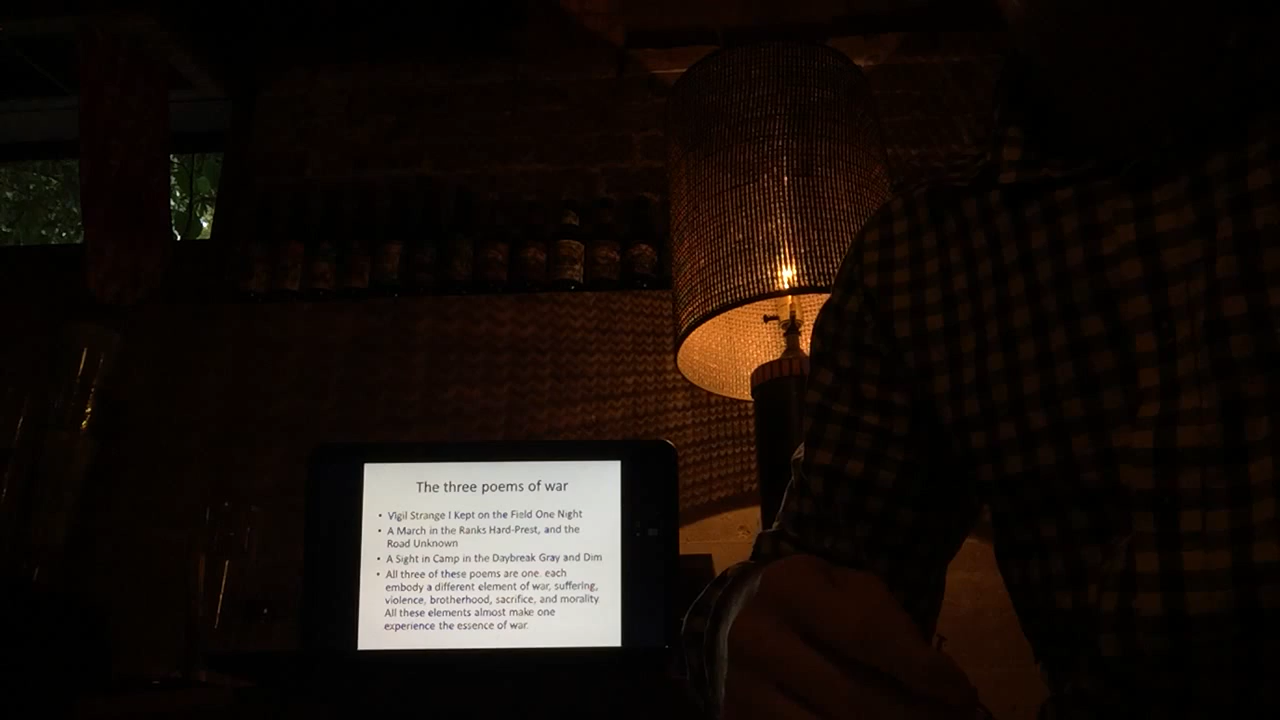 The three poems of war
• Vigil Strange I Kept on the Field One Night
• A March in the Ranks Hard-Prest, and the
Road Unknown
• A Sight in Camp in the Daybreak Gray and Dim
• All three of these poems are one. each
embody a different element of war, suffering,
violence, brotherhood, sacrifice, and morality
All these elements almost make one
experience the essence of war.